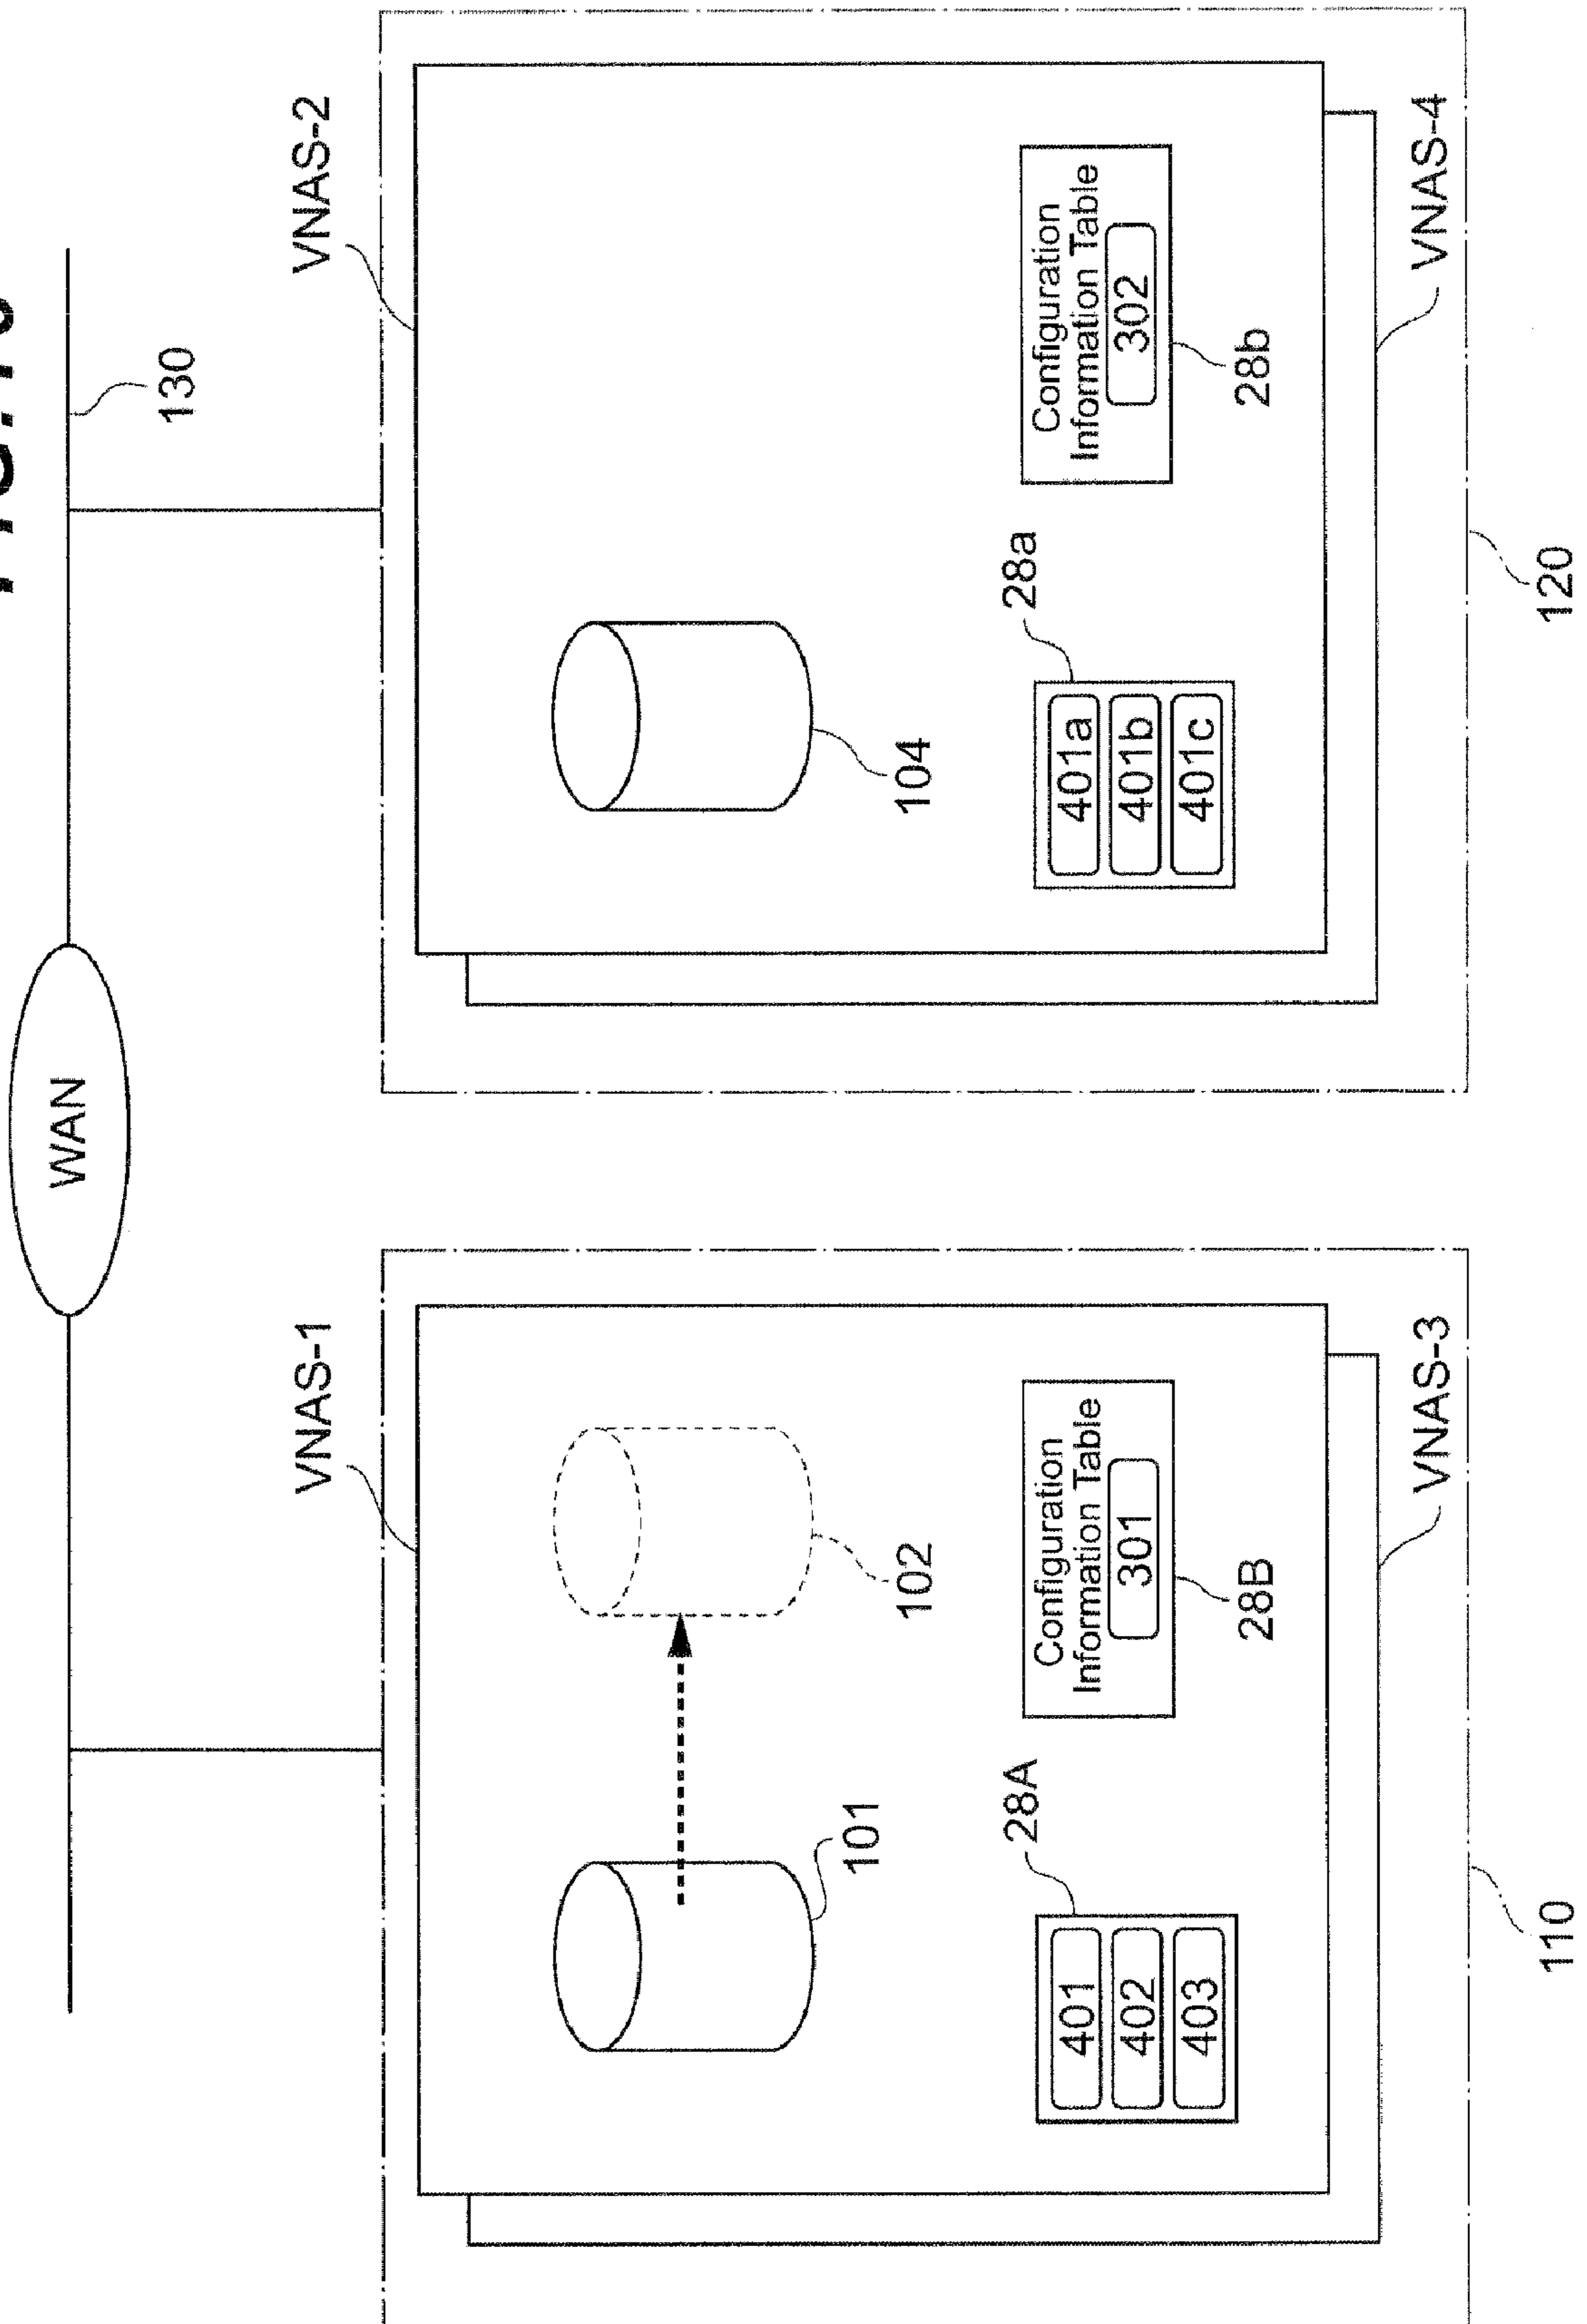 WAN
130
VNAS-1
VNAS-2
101
102
104
28A
401
402
403
Configuration
Information Table
301
28B
28a
401a
401b
401c
Configuration
Information Table
302
28b
VNAS-3
VNAS-4
110
120